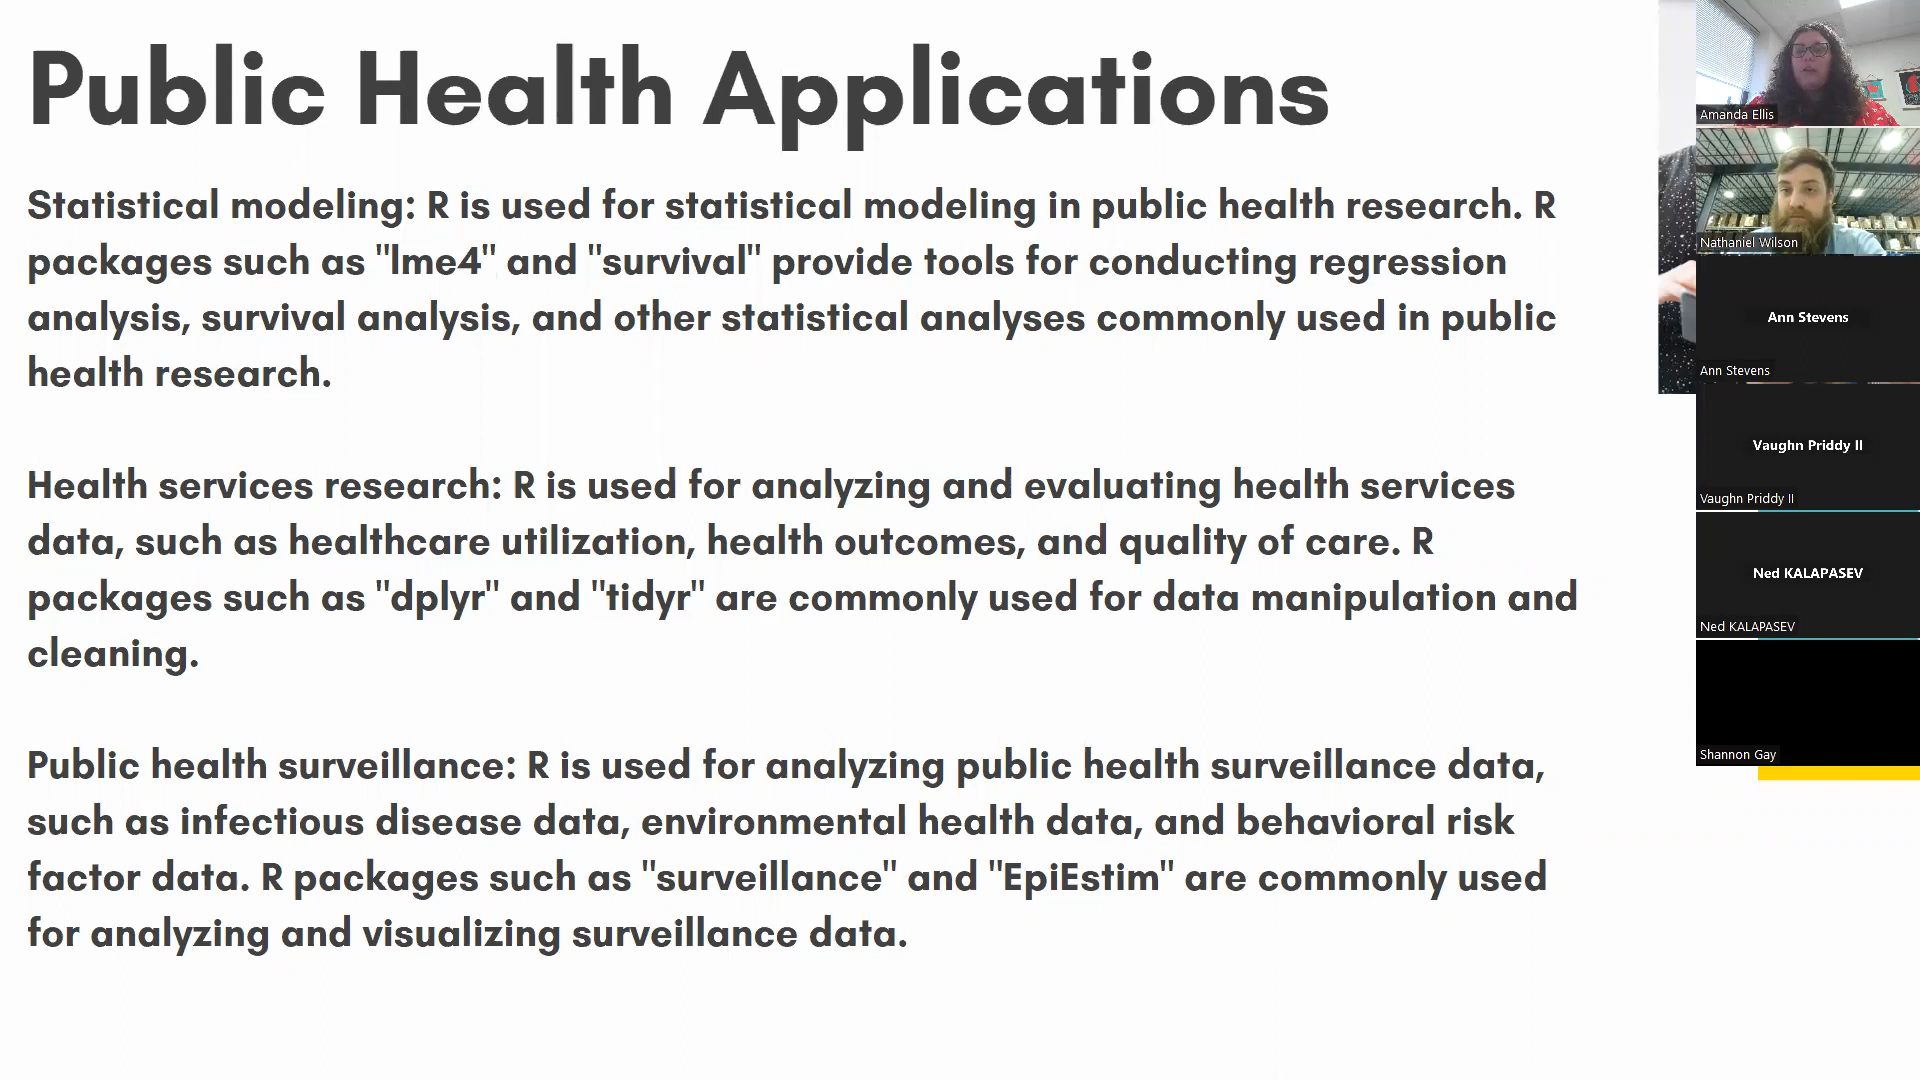 Public Health Applications
Statistical modeling: R is used for statistical modeling in public health research. R
packages such as "lme4" and "survival" provide tools for conducting regression
analysis, survival analysis, and other statistical analyses commonly used in public
health research.
Health services research: R is used for analyzing and evaluating health services
data, such as healthcare utilization, health outcomes, and quality of care. R
packages such as "dplyr" and "tidyr" are commonly used for data manipulation and
cleaning.
Public health surveillance: R is used for analyzing public health surveillance data,
such as infectious disease data, environmental health data, and behavioral risk
factor data. R packages such as "surveillance" and "EpiEstim" are commonly used
for analyzing and visualizing surveillance data.
Amanda Ellis
Nathaniel Wilson
Ann Stevens
Ann Stevens
Vaughn Priddy II
Vaughn Priddy II
Ned KALAPASEV
Ned KALAPASEV
Shannon Gay